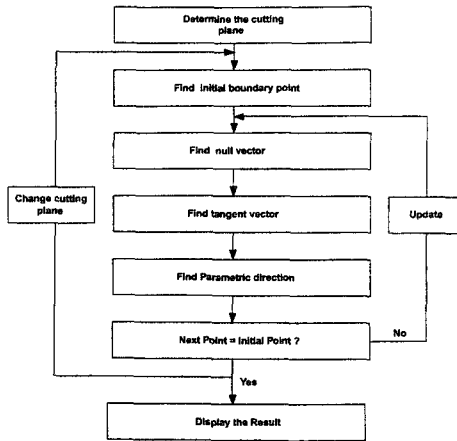 Determine the cutting
plane
Find initial boundary point
Find null vector
Change cutting
plane
Find tangent vector
Update
Find Parametric direction
Next Point = Initial Point ?
No
Yes
Display the Result